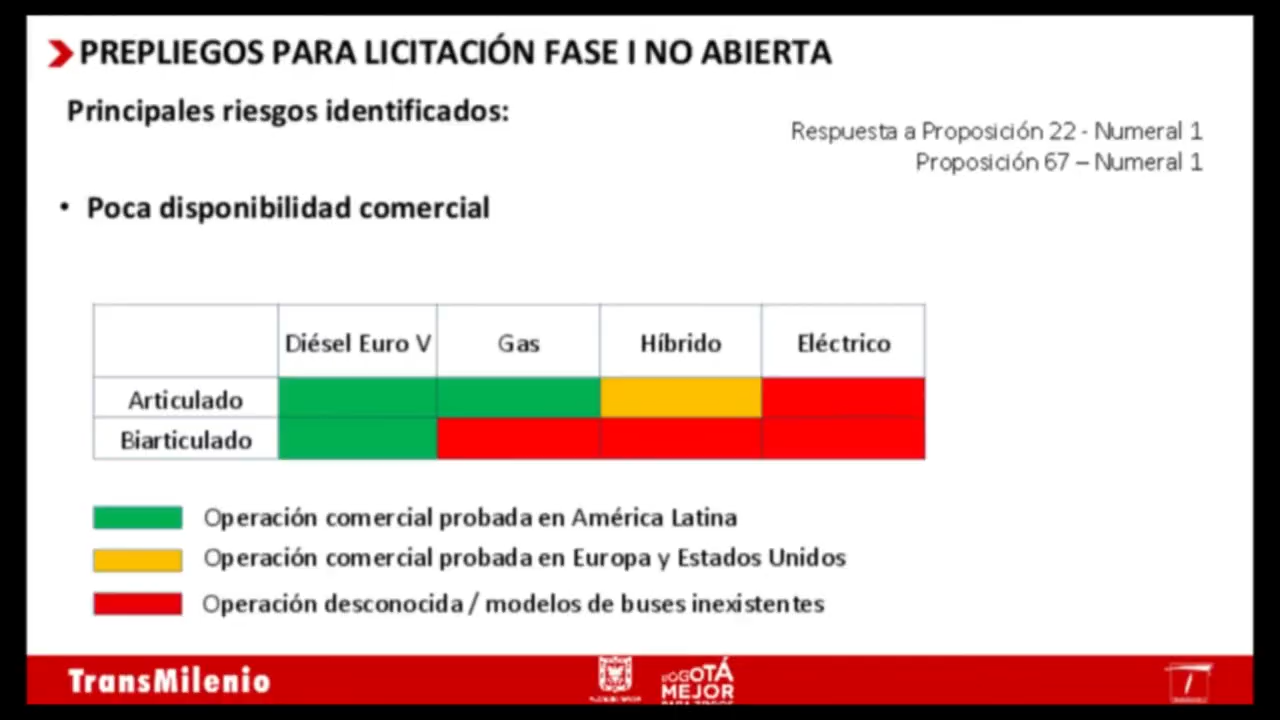 PREPLIEGOS PARA LICITACIÓN FASE I NO ABIERTA
Principales riesgos identificados:
Respuesta a Proposición 22 - Numeral 1
Proposición 67 – Numeral 1
• Poca disponibilidad comercial
Diésel Euro V Gas Híbrido Eléctrico
Articulado
Biarticulado
Operación comercial probada en América Latina
Operación comercial probada en Europa y Estados Unidos
Operación desconocida / modelos de buses inexistentes
TransMilenio
BOGOTÁ
MEJOR
PARA TODOS